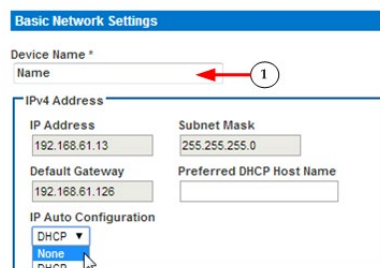 Basic Network Settings
Device Name *
Name
1
IPv4 Address
IP Address
Subnet Mask
192.168.61.13
255.255.255.0
Default Gateway
Preferred DHCP Host Name
192.168.61.126
IP Auto Configuration
DHCP
None
DHCP